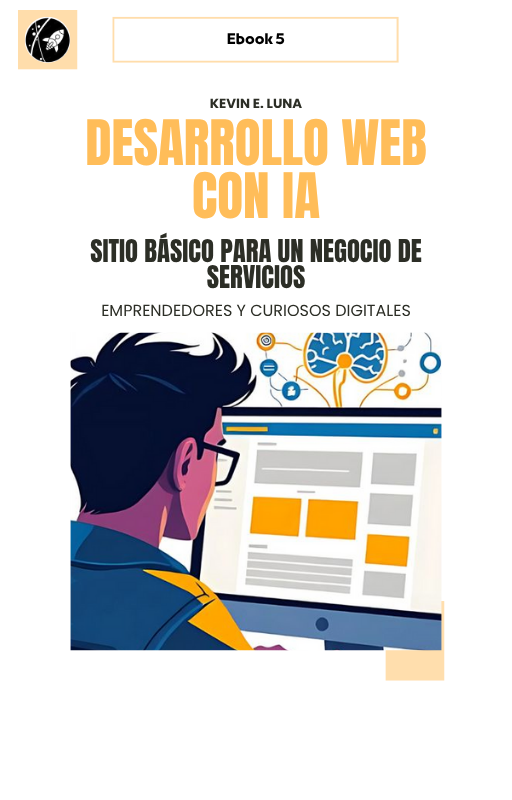 Ebook 5
KEVIN E. LUNA
DESARROLLO WEB
CON IA
SITIO BÁSICO PARA UN NEGOCIO DE
SERVICIOS
EMPRENDEDORES Y CURIOSOS DIGITALES